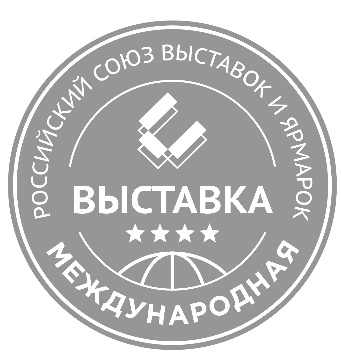 РОССИЙСКИЙ СОЮЗ ВЫСТАВОК И ЯРМАРОК
ВЫСТАВКА
МЕЖДУНАРОДНАЯ